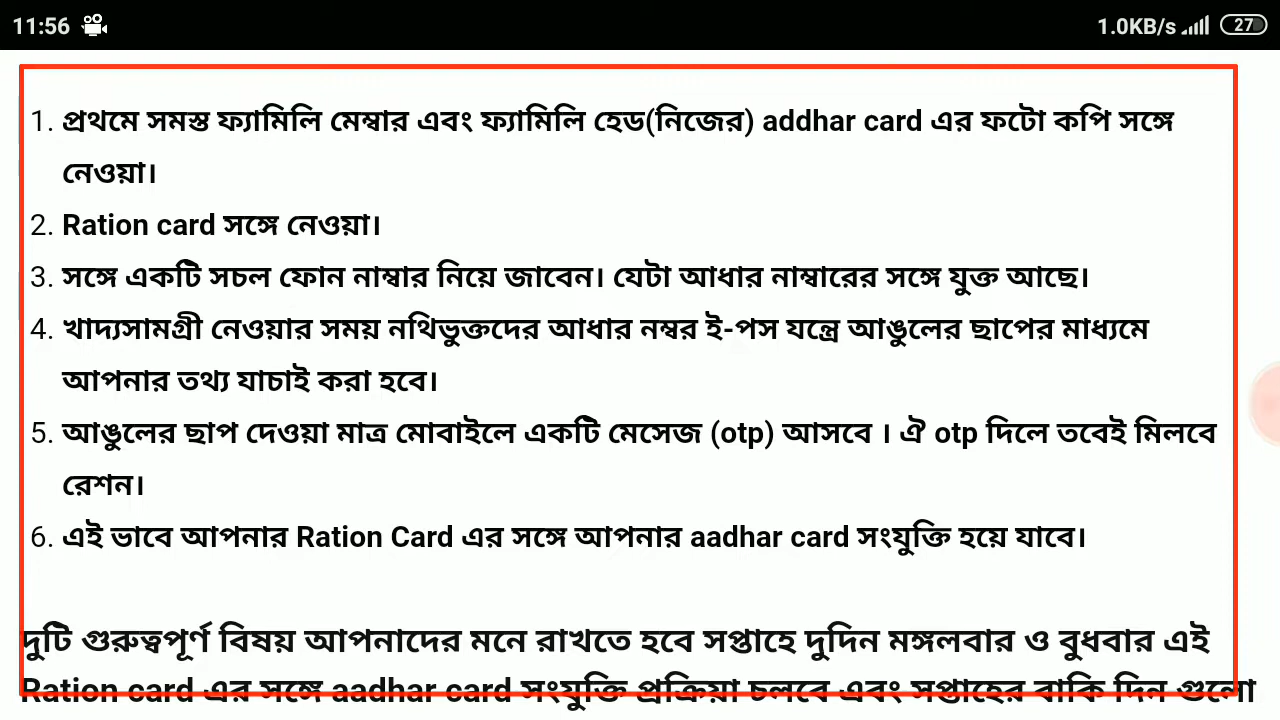 11:56 1.0KB/s 27
1. প্রথমে সমস্ত ফ্যামিলি মেম্বার এবং ফ্যামিলি হেড(নিজের) addhar card এর ফটো কপি সঙ্গে
নেওয়া।
2. Ration card সঙ্গে নেওয়া।
3. সঙ্গে একটি সচল ফোন নাম্বার নিয়ে জাবেন। যেটা আধার নাম্বারের সঙ্গে যুক্ত আছে।
4. খাদ্যসামগ্রী নেওয়ার সময় নথিভুক্তদের আধার নম্বর ই-পস যন্ত্রে আঙুলের ছাপের মাধ্যমে
আপনার তথ্য যাচাই করা হবে।
5. আঙুলের ছাপ দেওয়া মাত্র মোবাইলে একটি মেসেজ (otp) আসবে । ঐ otp দিলে তবেই মিলবে
রেশন।
6. এই ভাবে আপনার Ration Card এর সঙ্গে আপনার aadhar card সংযুক্তি হয়ে যাবে।
দুটি গুরুত্বপূর্ণ বিষয় আপনাদের মনে রাখতে হবে সপ্তাহে দুদিন মঙ্গলবার ও বুধবার এই
Ration card এর সঙ্গে aadhar card সংযুক্তি প্রক্রিয়া চলবে এবং সপ্তাহের বাকি দিন গুলো